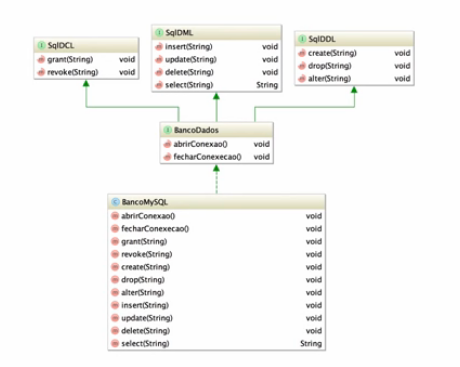 SqlDCL
grant(String) void
revoke(String) void
SqlDML
insert(String) void
update(String) void
delete(String) void
select(String) String
SqlDDL
create(String) void
drop(String) void
alter(String) void
BancoDados
abrirConexao() void
fecharConexecao() void
BancoMySQL
abrirConexao() void
fecharConexecao() void
grant(String) void
revoke(String) void
create(String) void
drop(String) void
alter(String) void
insert(String) void
update(String) void
delete(String) void
select(String) String